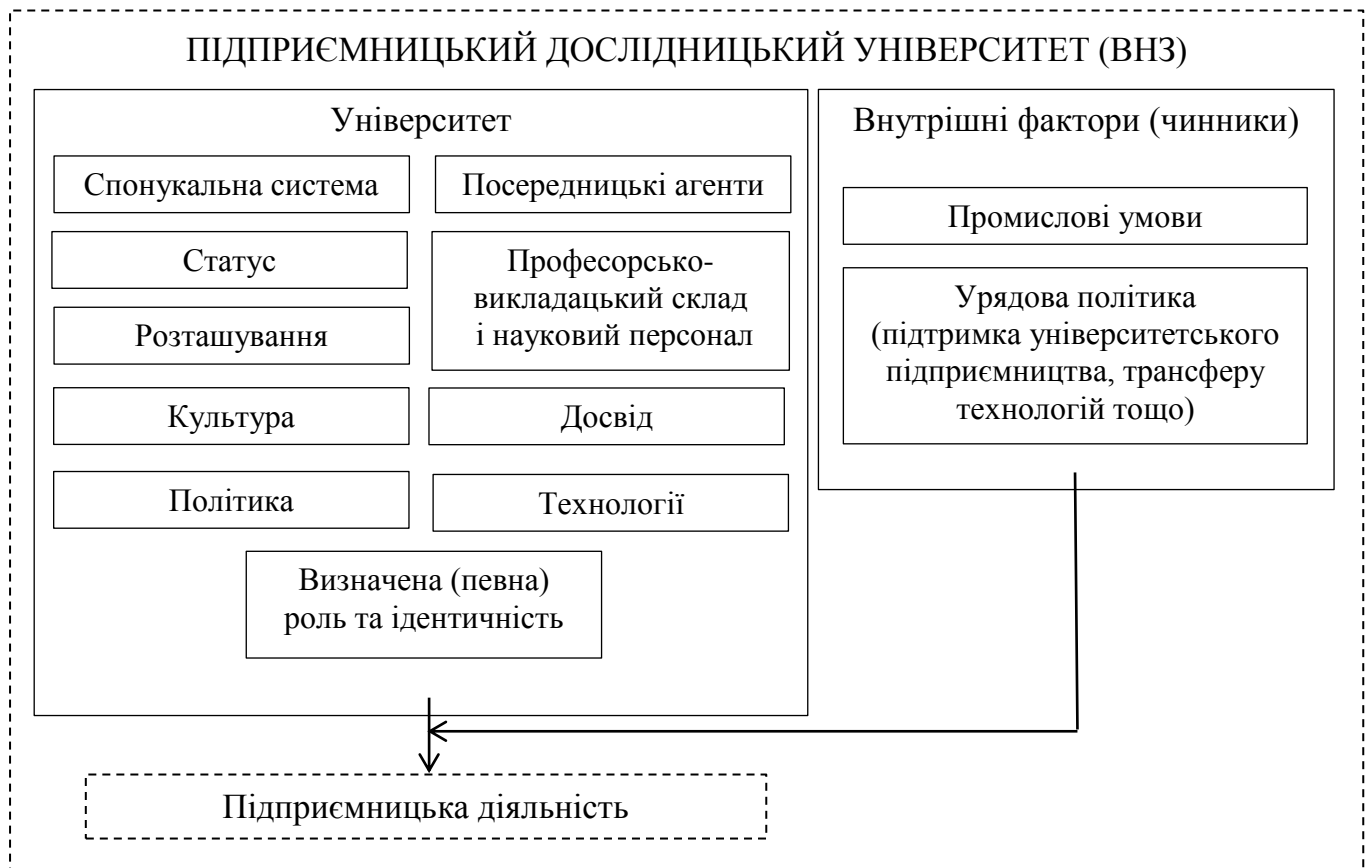 ПІДПРИЄМНИЦЬКИЙ ДОСЛІДНИЦЬКИЙ УНІВЕРСИТЕТ (ВНЗ)
Університет
Спонукальна система
Посередницькі агенти
Статус
Професорсько-
викладацький склад
і науковий персонал
Розташування
Культура
Досвід
Політика
Технології
Визначена (певна)
роль та ідентичність
Внутрішні фактори (чинники)
Промислові умови
Урядова політика
(підтримка університетського
підприємництва, трансферу
технологій тощо)
Підприємницька діяльність